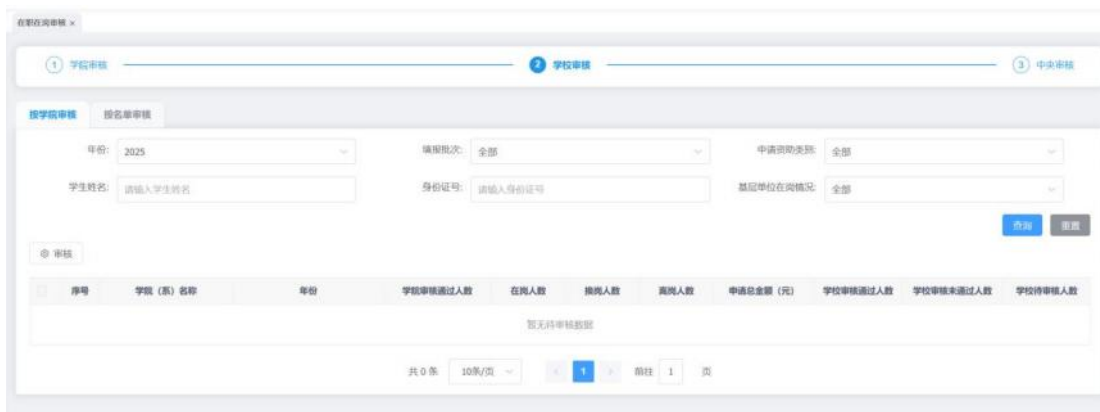 在职在岗审核 ×
1 学院审核 2 学校审核 3 中央审核
按学院审核 按名单审核
年份: 2025 填报批次: 全部 申请资助类别: 全部
学生姓名: 请输入学生姓名 身份证号: 请输入身份证号 基层单位在岗情况: 全部
查询 重置
审核
序号 学院（系）名称 年份 学院审核通过人数 在岗人数 换岗人数 离岗人数 申请总金额（元） 学校审核通过人数 学校审核未通过人数 学校待审核人数
暂无待审核数据
共 0 条 10条/页 1 前往 1 页